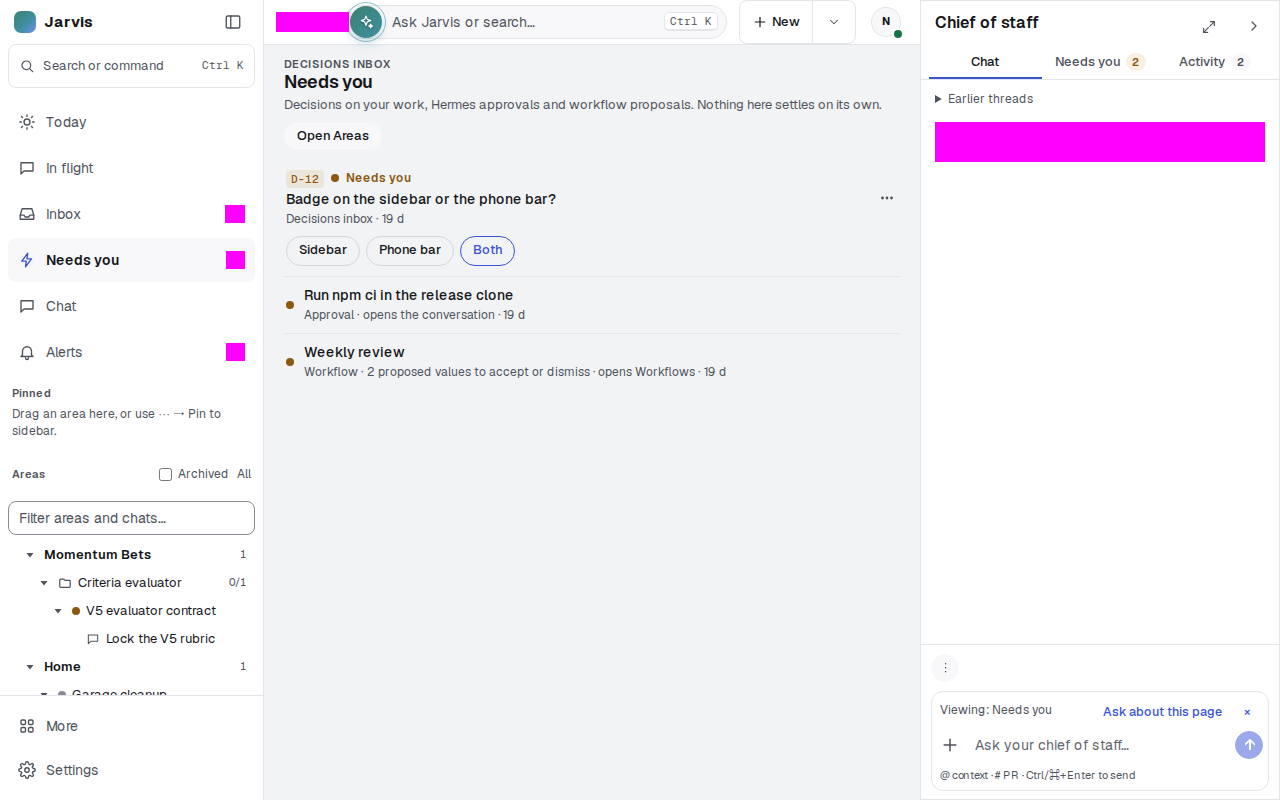 Jarvis
Search or command Ctrl K
Today
In flight
Inbox
Needs you
Chat
Alerts
Pinned
Drag an area here, or use ··· → Pin to
sidebar.
Areas Archived All
Filter areas and chats…
Momentum Bets 1
Criteria evaluator 0/1
V5 evaluator contract
Lock the V5 rubric
Home 1
Garage cleanup
More
Settings
Ask Jarvis or search… Ctrl K
New
N
DECISIONS INBOX
Needs you
Decisions on your work, Hermes approvals and workflow proposals. Nothing here settles on its own.
Open Areas
D-12 Needs you
Badge on the sidebar or the phone bar?
Decisions inbox · 19 d
Sidebar Phone bar Both
Run npm ci in the release clone
Approval · opens the conversation · 19 d
Weekly review
Workflow · 2 proposed values to accept or dismiss · opens Workflows · 19 d
Chief of staff
Chat Needs you 2 Activity 2
Earlier threads
Viewing: Needs you Ask about this page ×
Ask your chief of staff…
@ context · # PR · Ctrl/⌘+Enter to send